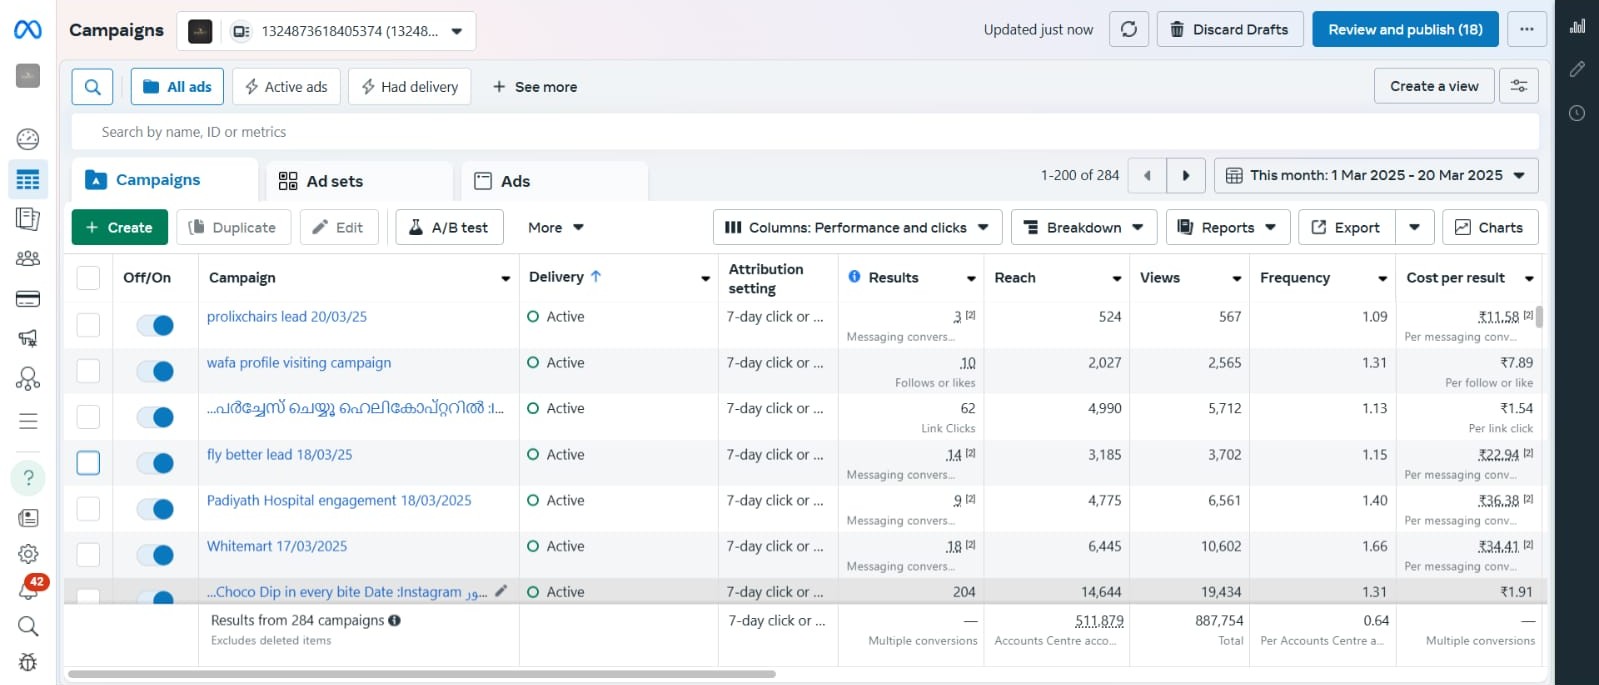 Campaigns
1324873618405374 (13248...
Updated just now
Discard Drafts
Review and publish (18)
All ads
Active ads
Had delivery
+ See more
Create a view
Search by name, ID or metrics
Campaigns
Ad sets
Ads
1-200 of 284
This month: 1 Mar 2025 - 20 Mar 2025
+ Create
Duplicate
Edit
A/B test
More
Columns: Performance and clicks
Breakdown
Reports
Export
Charts
Off/On
Campaign
Delivery ↑
Attribution
setting
Results
Reach
Views
Frequency
Cost per result
prolixchairs lead 20/03/25
Active
7-day click or ...
3 [2]
524
567
1.09
₹11.58 [2]
Messaging convers...
Per messaging conv...
wafa profile visiting campaign
Active
7-day click or ...
10
2,027
2,565
1.31
₹7.89
Follows or likes
Per follow or like
...പർച്ചേസ് ചെയ്യൂ ഹെലികോപ്റ്ററിൽ :I...
Active
7-day click or ...
62
4,990
5,712
1.13
₹1.54
Link Clicks
Per link click
fly better lead 18/03/25
Active
7-day click or ...
14 [2]
3,185
3,702
1.15
₹22.94 [2]
Messaging convers...
Per messaging conv...
Padiyath Hospital engagement 18/03/2025
Active
7-day click or ...
9 [2]
4,775
6,561
1.40
₹36.38 [2]
Messaging convers...
Per messaging conv...
Whitemart 17/03/2025
Active
7-day click or ...
18 [2]
6,445
10,602
1.66
₹34.41 [2]
Messaging convers...
Per messaging conv...
...Choco Dip in every bite Date :Instagram ور...
Active
7-day click or ...
204
14,644
19,434
1.31
₹1.91
Results from 284 campaigns
Excludes deleted items
7-day click or ...
—
Multiple conversions
511,879
Accounts Centre acco...
887,754
Total
0.64
Per Accounts Centre a...
—
Multiple conversions
?
42